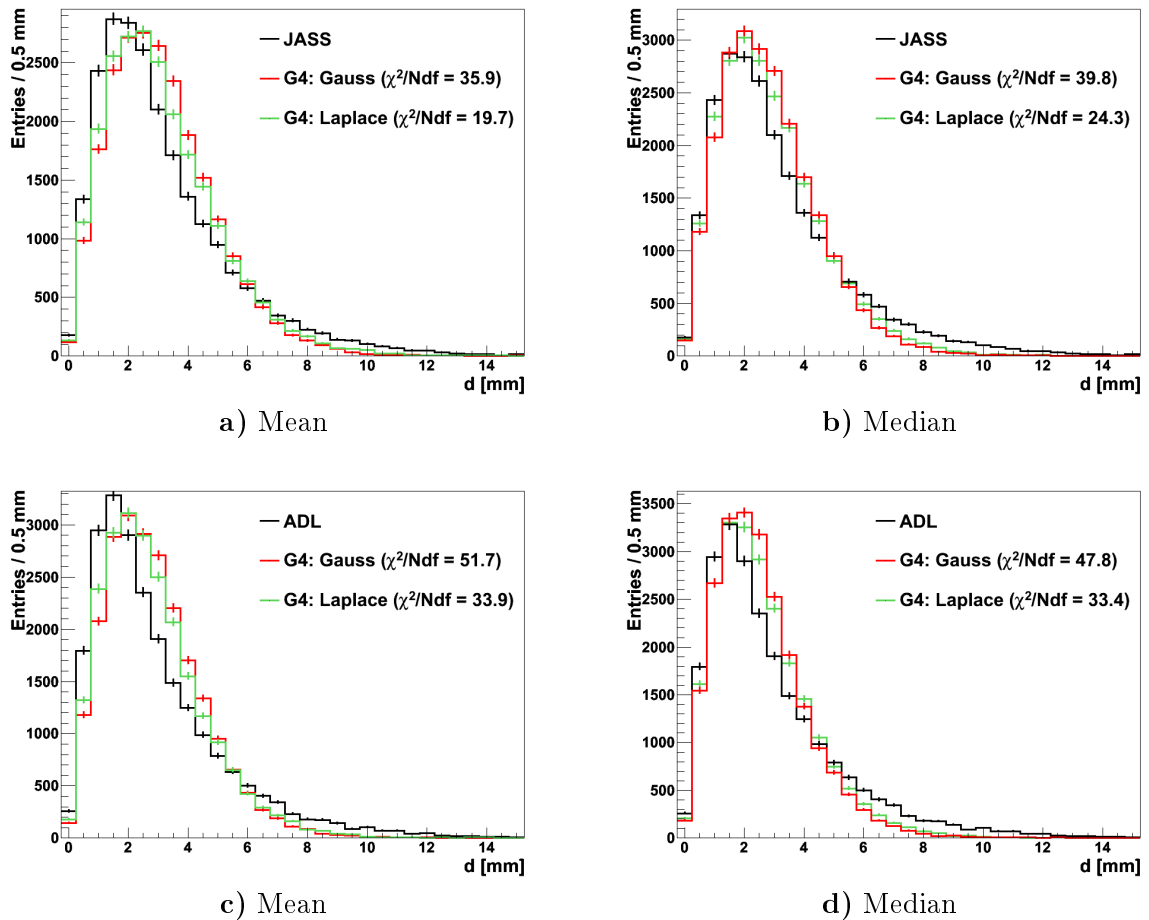 Entries / 0.5 mm
2500
2000
1500
1000
500
0
JASS
G4: Gauss (χ²/Ndf = 35.9)
G4: Laplace (χ²/Ndf = 19.7)
0 2 4 6 8 10 12 14
d [mm]
a) Mean
Entries / 0.5 mm
3000
2500
2000
1500
1000
500
0
JASS
G4: Gauss (χ²/Ndf = 39.8)
G4: Laplace (χ²/Ndf = 24.3)
0 2 4 6 8 10 12 14
d [mm]
b) Median
Entries / 0.5 mm
3000
2500
2000
1500
1000
500
0
ADL
G4: Gauss (χ²/Ndf = 51.7)
G4: Laplace (χ²/Ndf = 33.9)
0 2 4 6 8 10 12 14
d [mm]
c) Mean
Entries / 0.5 mm
3500
3000
2500
2000
1500
1000
500
0
ADL
G4: Gauss (χ²/Ndf = 47.8)
G4: Laplace (χ²/Ndf = 33.4)
0 2 4 6 8 10 12 14
d [mm]
d) Median